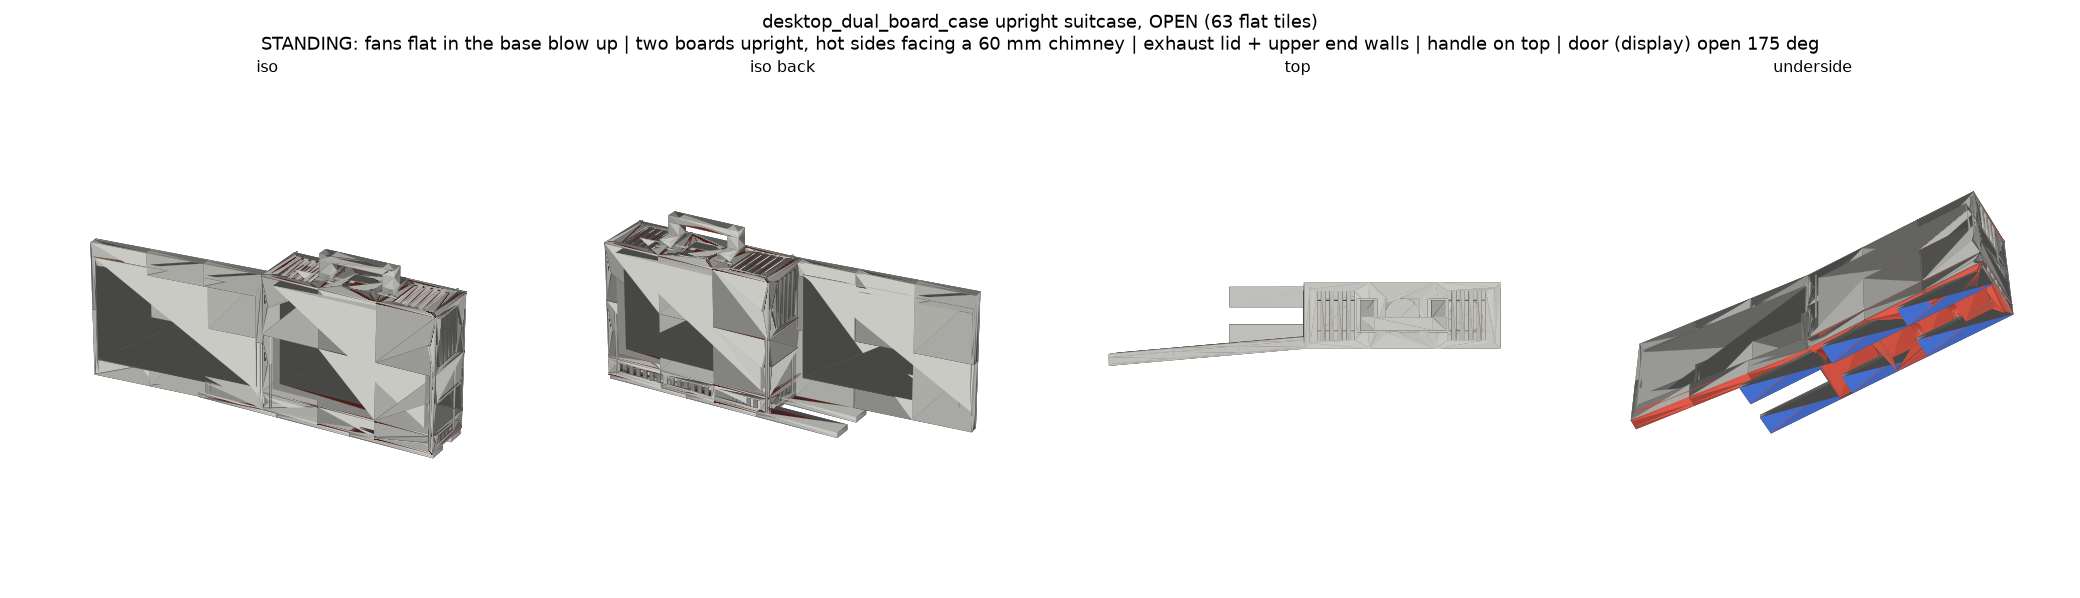 desktop_dual_board_case upright suitcase, OPEN (63 flat tiles)
STANDING: fans flat in the base blow up | two boards upright, hot sides facing a 60 mm chimney | exhaust lid + upper end walls | handle on top | door (display) open 175 deg
iso
iso back
top
underside